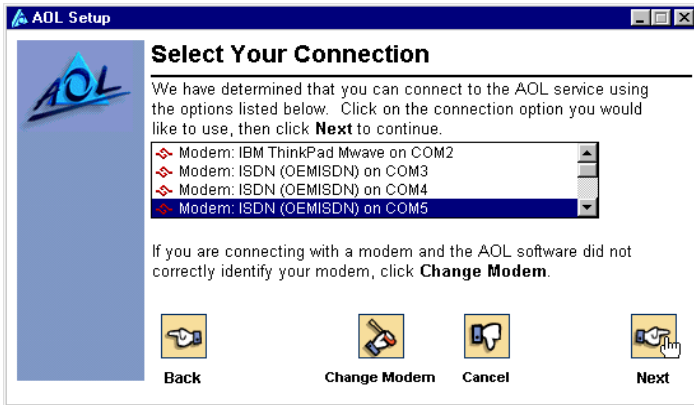 AOL Setup
AOL
Select Your Connection
We have determined that you can connect to the AOL service using
the options listed below. Click on the connection option you would
like to use, then click Next to continue.
Modem: IBM ThinkPad Mwave on COM2
Modem: ISDN (OEMISDN) on COM3
Modem: ISDN (OEMISDN) on COM4
Modem: ISDN (OEMISDN) on COM5
If you are connecting with a modem and the AOL software did not
correctly identify your modem, click Change Modem.
Back Change Modem Cancel Next